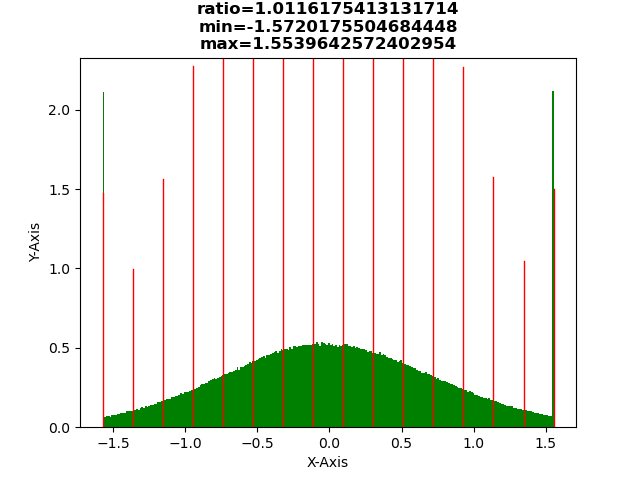 ratio=1.0116175413131714
min=-1.5720175504684448
max=1.5539642572402954
2.0
1.5
1.0
0.5
0.0
Y-Axis
−1.5 −1.0 −0.5 0.0 0.5 1.0 1.5
X-Axis